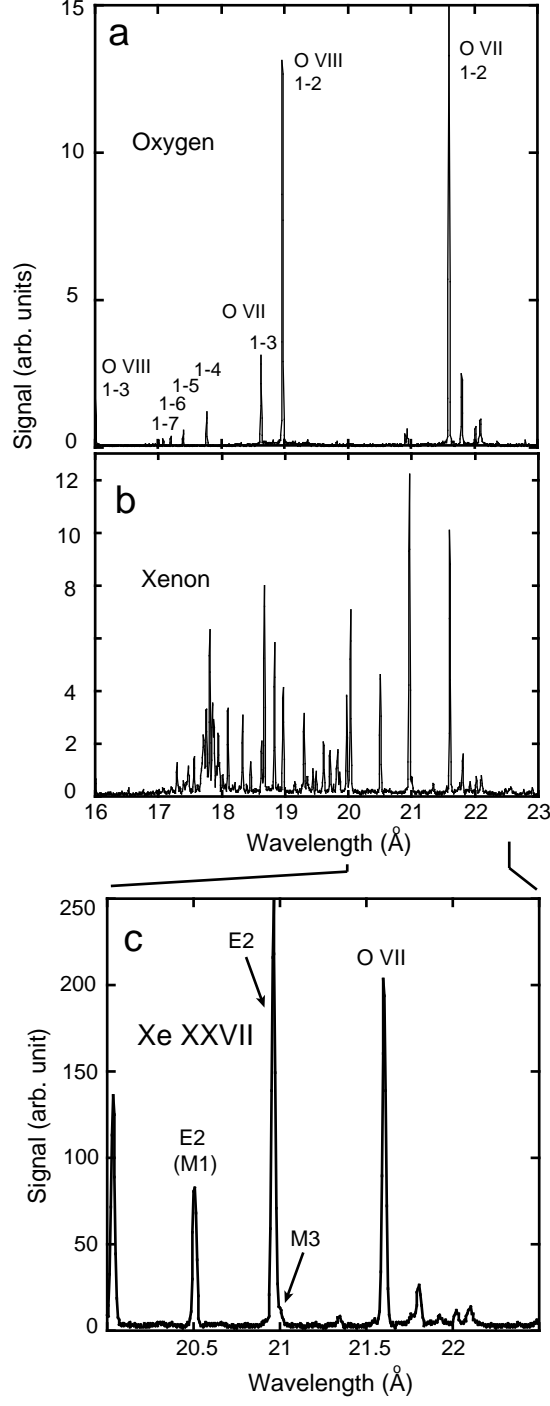 a
15
10
5
0
Signal (arb. units)
Oxygen
O VIII
1-2
O VII
1-2
O VII
1-3
O VIII
1-3
1-4
1-5
1-6
1-7
b
12
8
4
2
0
Xenon
16 17 18 19 20 21 22 23
Wavelength (Å)
c
250
200
150
100
50
0
Signal (arb. unit)
E2
O VII
Xe XXVII
E2
(M1)
M3
20.5 21 21.5 22
Wavelength (Å)